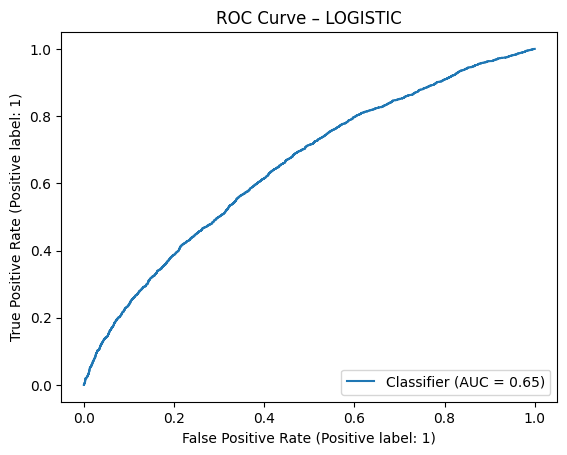 ROC Curve – LOGISTIC
1.0
0.8
0.6
0.4
0.2
0.0
True Positive Rate (Positive label: 1)
Classifier (AUC = 0.65)
0.0 0.2 0.4 0.6 0.8 1.0
False Positive Rate (Positive label: 1)